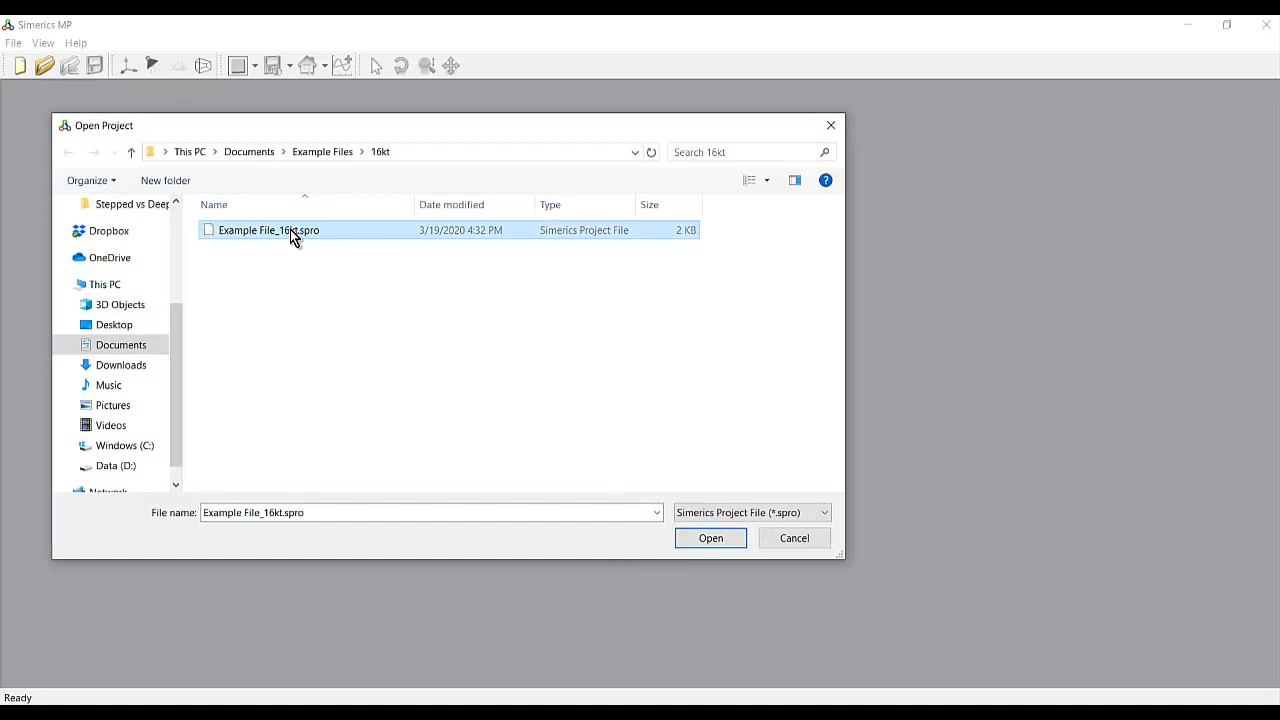 Simerics MP
File View Help
Open Project
This PC Documents Example Files 16kt
Search 16kt
Organize New folder
Name Date modified Type Size
Example File_16kt.spro 3/19/2020 4:32 PM Simerics Project File 2 KB
Stepped vs Deep
Dropbox
OneDrive
This PC
3D Objects
Desktop
Documents
Downloads
Music
Pictures
Videos
Windows (C:)
Data (D:)
Network
File name: Example File_16kt.spro Simerics Project File (*.spro)
Open Cancel
Ready